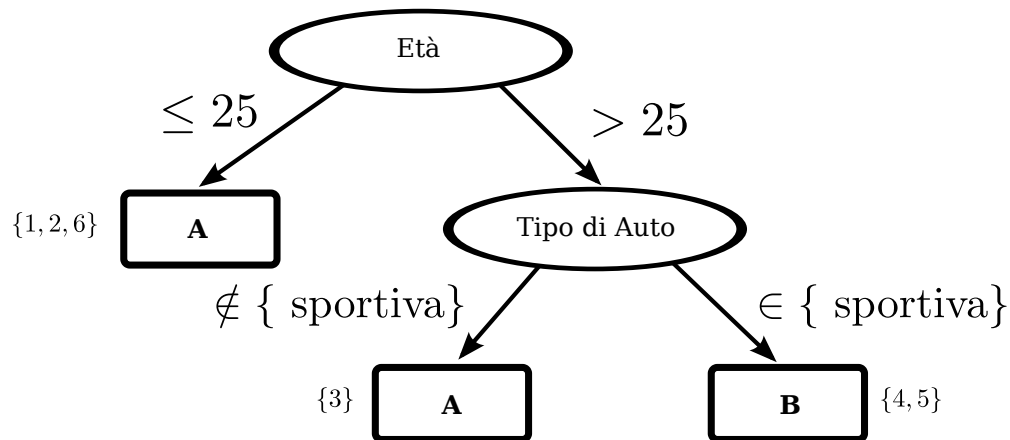 Età
≤ 25
> 25
{1, 2, 6}
A
Tipo di Auto
∉ { sportiva}
∈ { sportiva}
{3}
A
B
{4, 5}